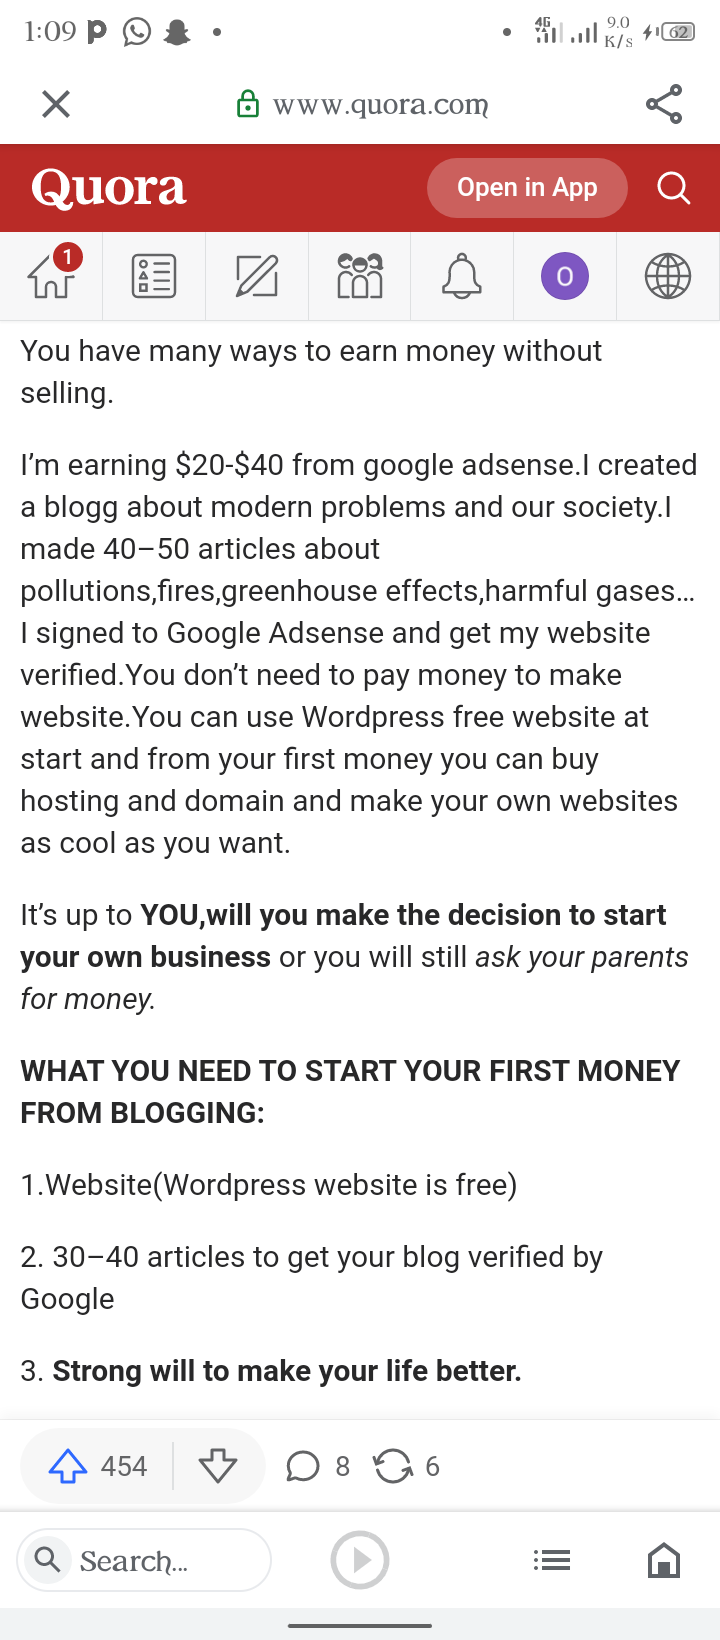 1:09
4G
9.0
K/s
62
www.quora.com
Quora
Open in App
1
O
You have many ways to earn money without
selling.
I'm earning $20-$40 from google adsense.I created
a blogg about modern problems and our society.I
made 40–50 articles about
pollutions,fires,greenhouse effects,harmful gases...
I signed to Google Adsense and get my website
verified.You don't need to pay money to make
website.You can use Wordpress free website at
start and from your first money you can buy
hosting and domain and make your own websites
as cool as you want.
It's up to YOU,will you make the decision to start
your own business or you will still ask your parents
for money.
WHAT YOU NEED TO START YOUR FIRST MONEY
FROM BLOGGING:
1.Website(Wordpress website is free)
2. 30–40 articles to get your blog verified by
Google
3. Strong will to make your life better.
454
8
6
Search...